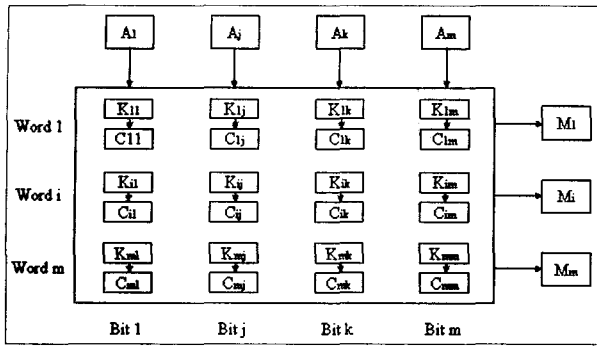 A1 Aj Ak Am
K11 K1j K1k K1m
Word 1 M1
C11 C1j C1k C1m
Ki1 Kij Kik Kim
Word i Mi
Ci1 Cij Cik Cim
Km1 Kmj Kmk Kmm
Word m Mm
Cm1 Cmj Cmk Cmm
Bit 1 Bit j Bit k Bit m